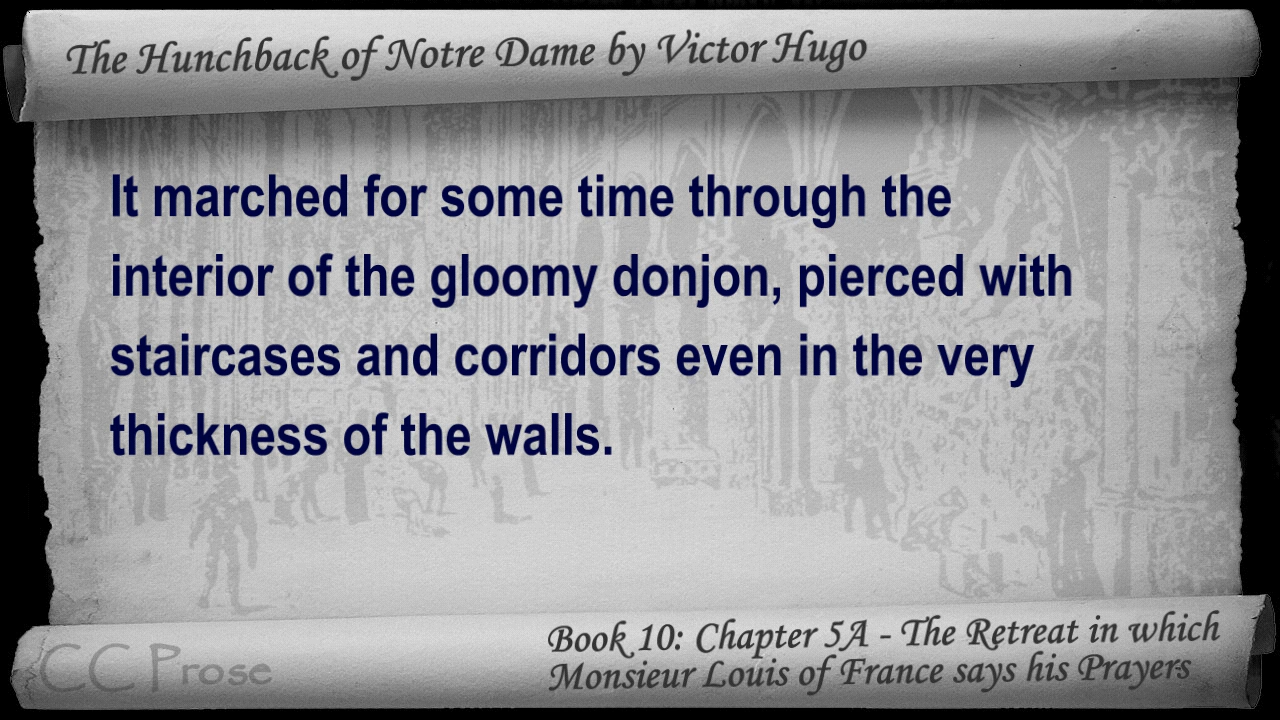 The Hunchback of Notre Dame by Victor Hugo
It marched for some time through the
interior of the gloomy donjon, pierced with
staircases and corridors even in the very
thickness of the walls.
Book 10: Chapter 5A - The Retreat in which
Monsieur Louis of France says his Prayers
CC Prose